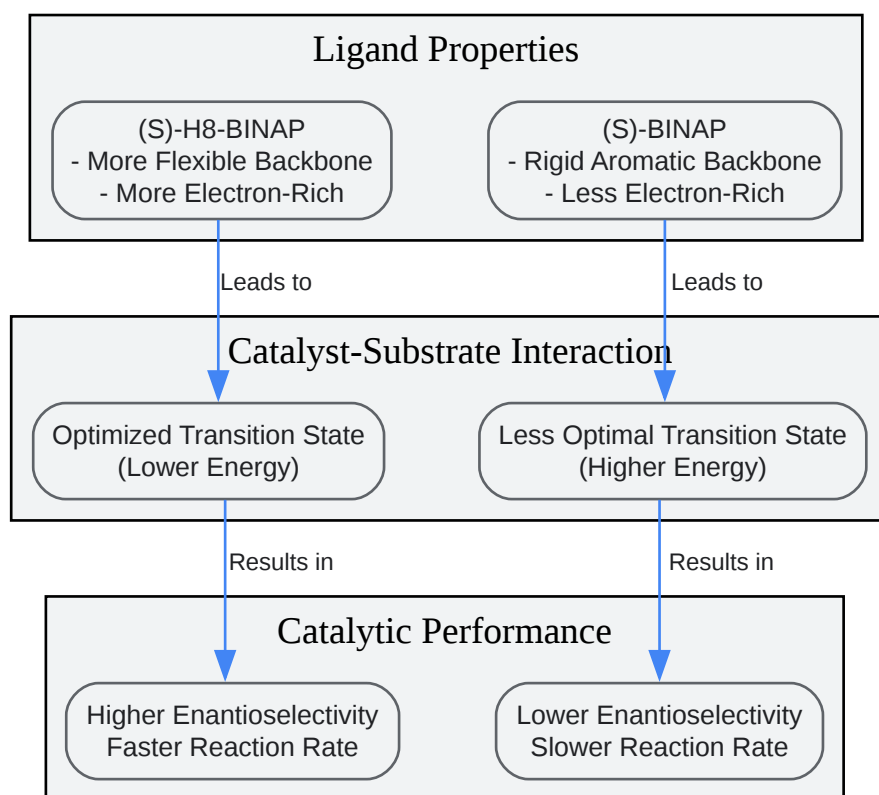 Ligand Properties
(S)-H8-BINAP
- More Flexible Backbone
- More Electron-Rich
(S)-BINAP
- Rigid Aromatic Backbone
- Less Electron-Rich
Leads to
Leads to
Catalyst-Substrate Interaction
Optimized Transition State
(Lower Energy)
Less Optimal Transition State
(Higher Energy)
Results in
Results in
Catalytic Performance
Higher Enantioselectivity
Faster Reaction Rate
Lower Enantioselectivity
Slower Reaction Rate